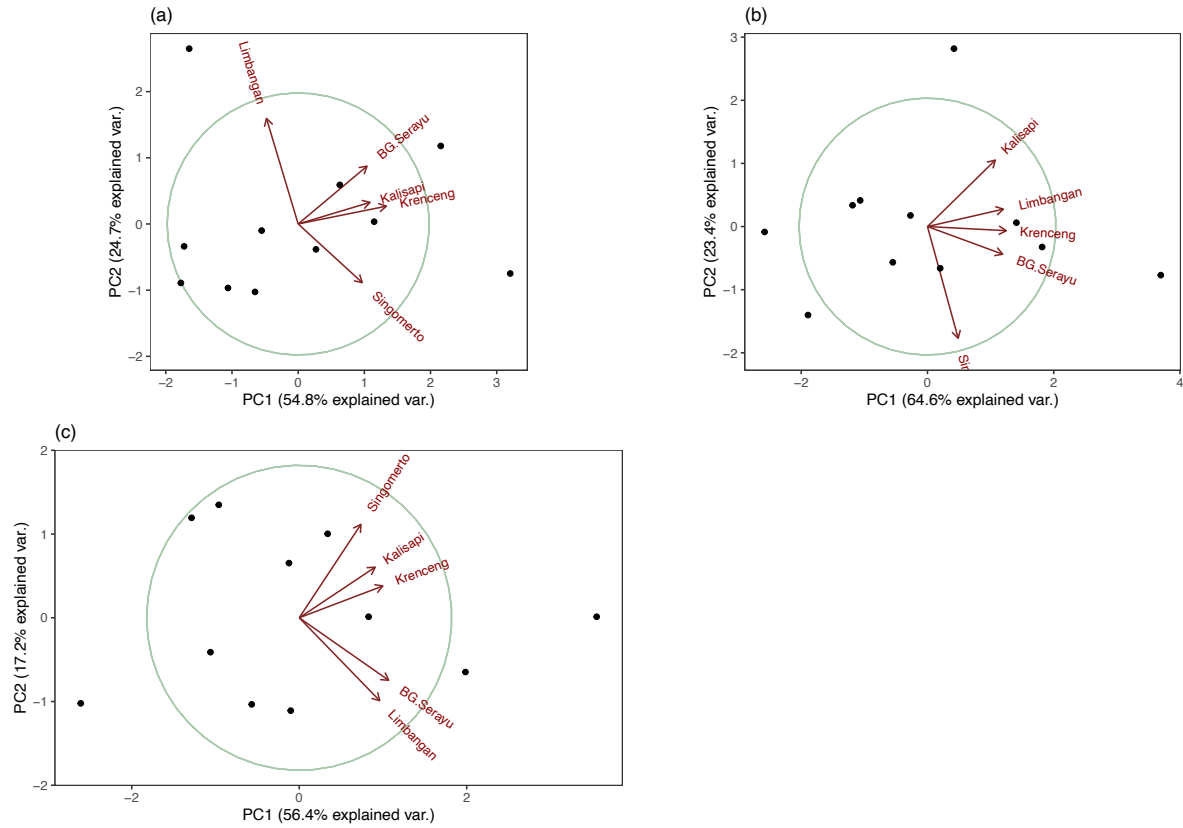 (a)
Limbangan
BG.Serayu
Kalisapi
Krenceng
Singomerto
2
1
0
−1
−2
PC2 (24.7% explained var.)
−2
−1
0
1
2
3
PC1 (54.8% explained var.)
(b)
Kalisapi
Limbangan
Krenceng
BG.Serayu
Sir
3
2
1
0
−1
−2
PC2 (23.4% explained var.)
−2
0
2
4
PC1 (64.6% explained var.)
(c)
Singomerto
Kalisapi
Krenceng
BG.Serayu
Limbangan
2
1
0
−1
−2
PC2 (17.2% explained var.)
−2
0
2
PC1 (56.4% explained var.)